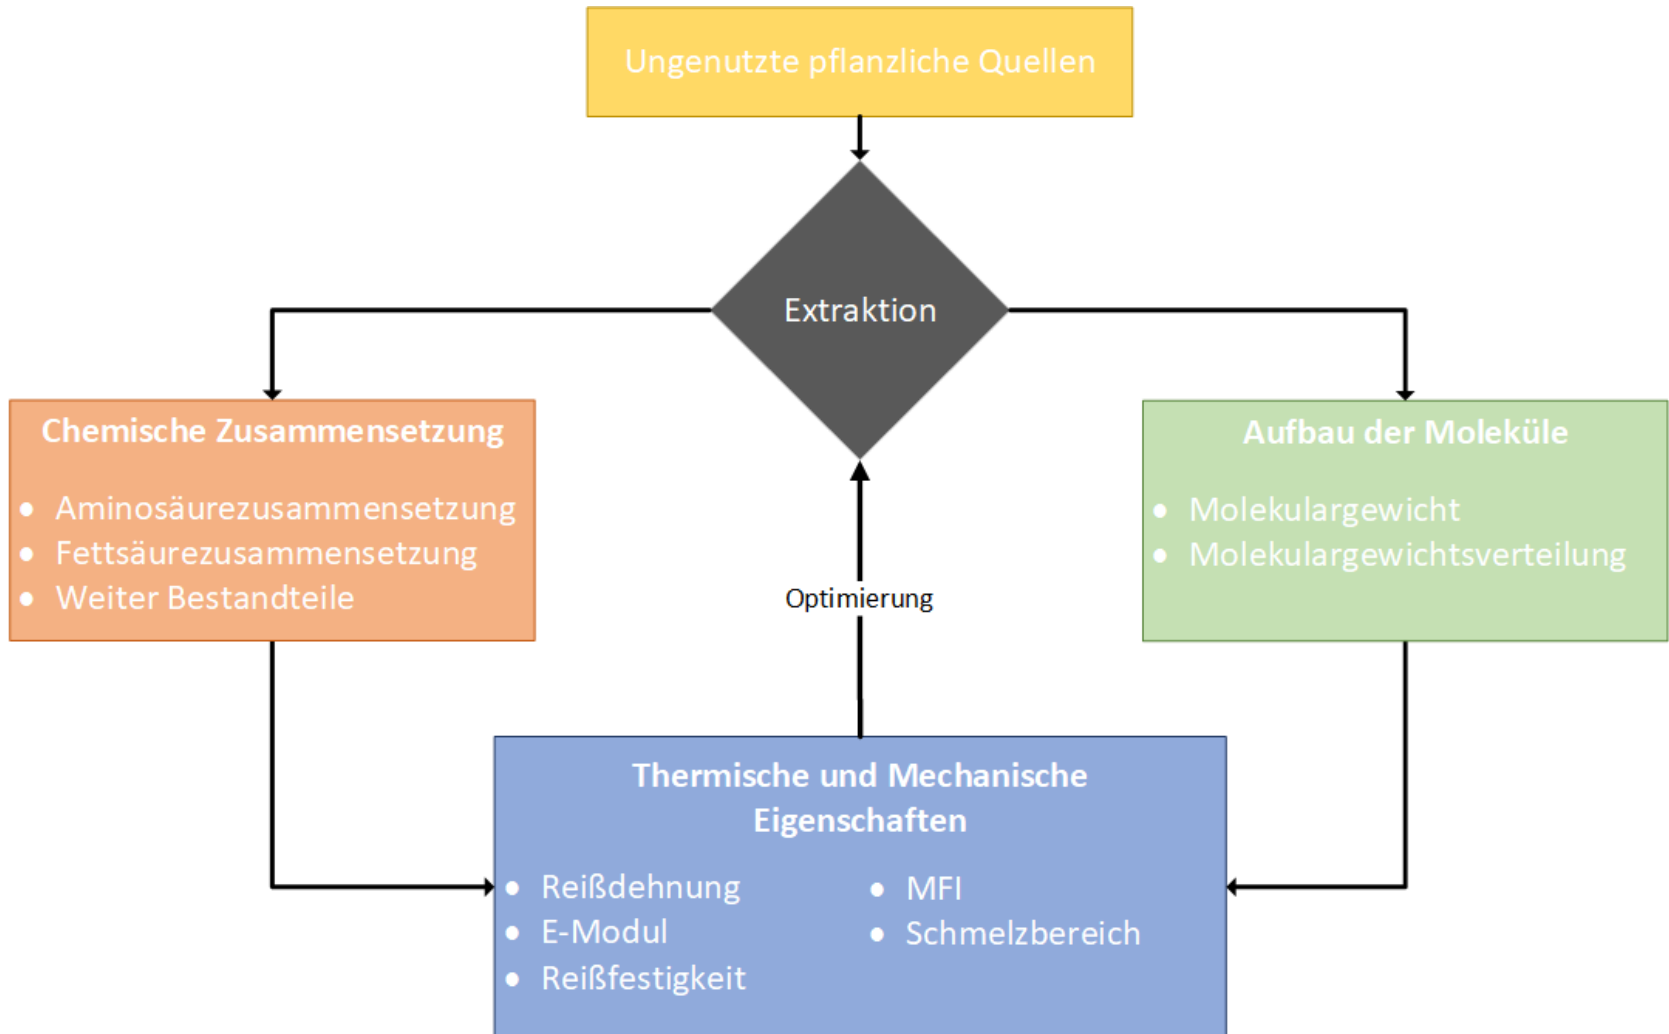 Ungenutzte pflanzliche Quellen
Extraktion
Chemische Zusammensetzung
• Aminosäurezusammensetzung
• Fettsäurezusammensetzung
• Weiter Bestandteile
Aufbau der Moleküle
• Molekulargewicht
• Molekulargewichtsverteilung
Optimierung
Thermische und Mechanische
Eigenschaften
• Reißdehnung
• E-Modul
• Reißfestigkeit
• MFI
• Schmelzbereich